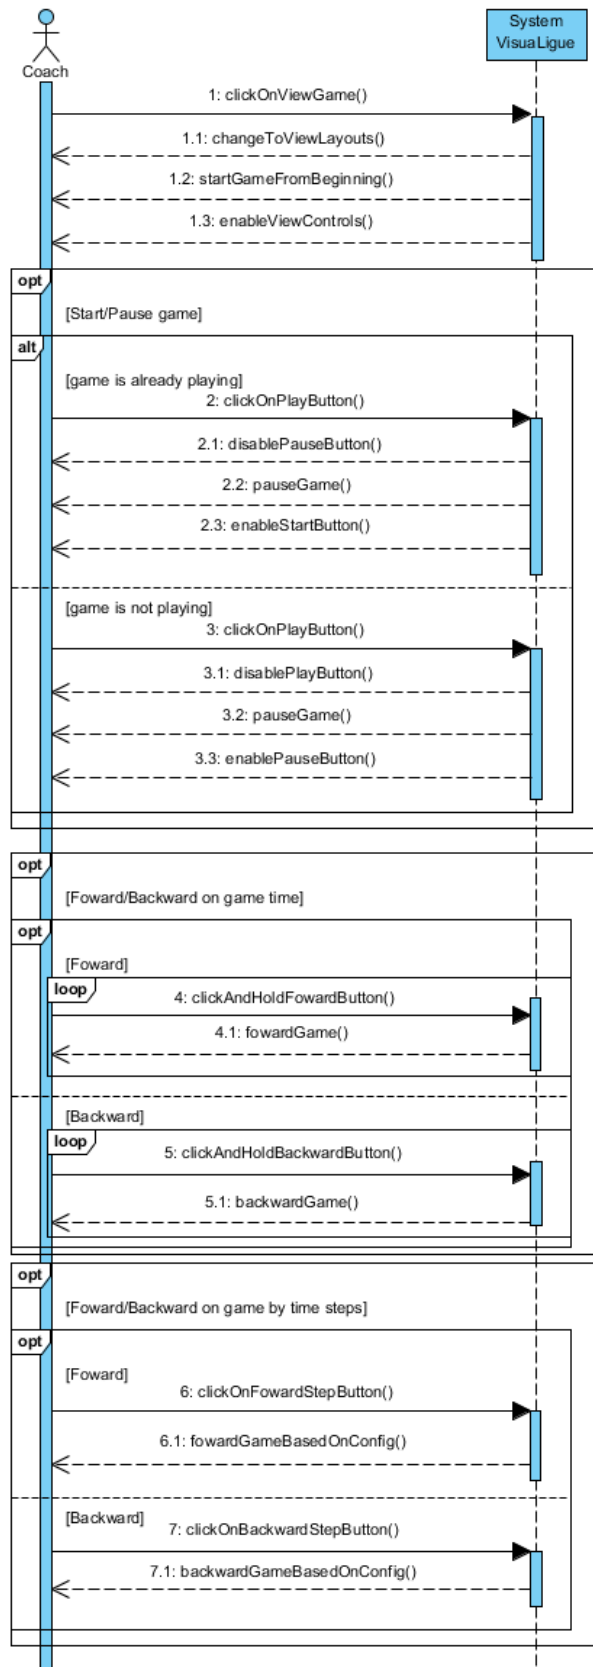 System
VisuaLigue
Coach
1: clickOnViewGame()
1.1: changeToViewLayouts()
1.2: startGameFromBeginning()
1.3: enableViewControls()
opt
[Start/Pause game]
alt
[game is already playing]
2: clickOnPlayButton()
2.1: disablePauseButton()
2.2: pauseGame()
2.3: enableStartButton()
[game is not playing]
3: clickOnPlayButton()
3.1: disablePlayButton()
3.2: pauseGame()
3.3: enablePauseButton()
opt
[Foward/Backward on game time]
opt
[Foward]
loop
4: clickAndHoldFowardButton()
4.1: fowardGame()
[Backward]
loop
5: clickAndHoldBackwardButton()
5.1: backwardGame()
opt
[Foward/Backward on game by time steps]
opt
[Foward]
6: clickOnFowardStepButton()
6.1: fowardGameBasedOnConfig()
[Backward]
7: clickOnBackwardStepButton()
7.1: backwardGameBasedOnConfig()